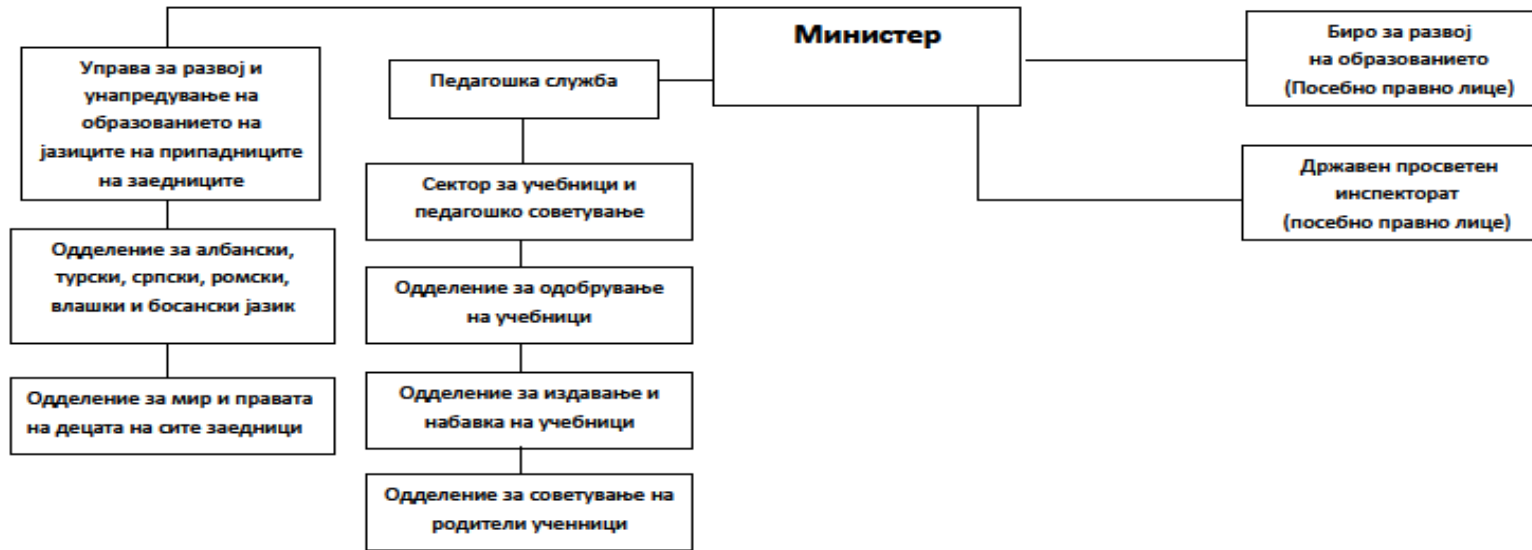 Министер
Управа за развој и
унапредување на
образованието на
јазиците на припадниците
на заедниците
Одделение за албански,
турски, српски, ромски,
влашки и босански јазик
Одделение за мир и правата
на децата на сите заедници
Педагошка служба
Сектор за учебници и
педагошко советување
Одделение за одобрување
на учебници
Одделение за издавање и
набавка на учебници
Одделение за советување на
родители ученници
Биро за развој
на образованието
(Посебно правно лице)
Државен просветен
инспекторат
(посебно правно лице)